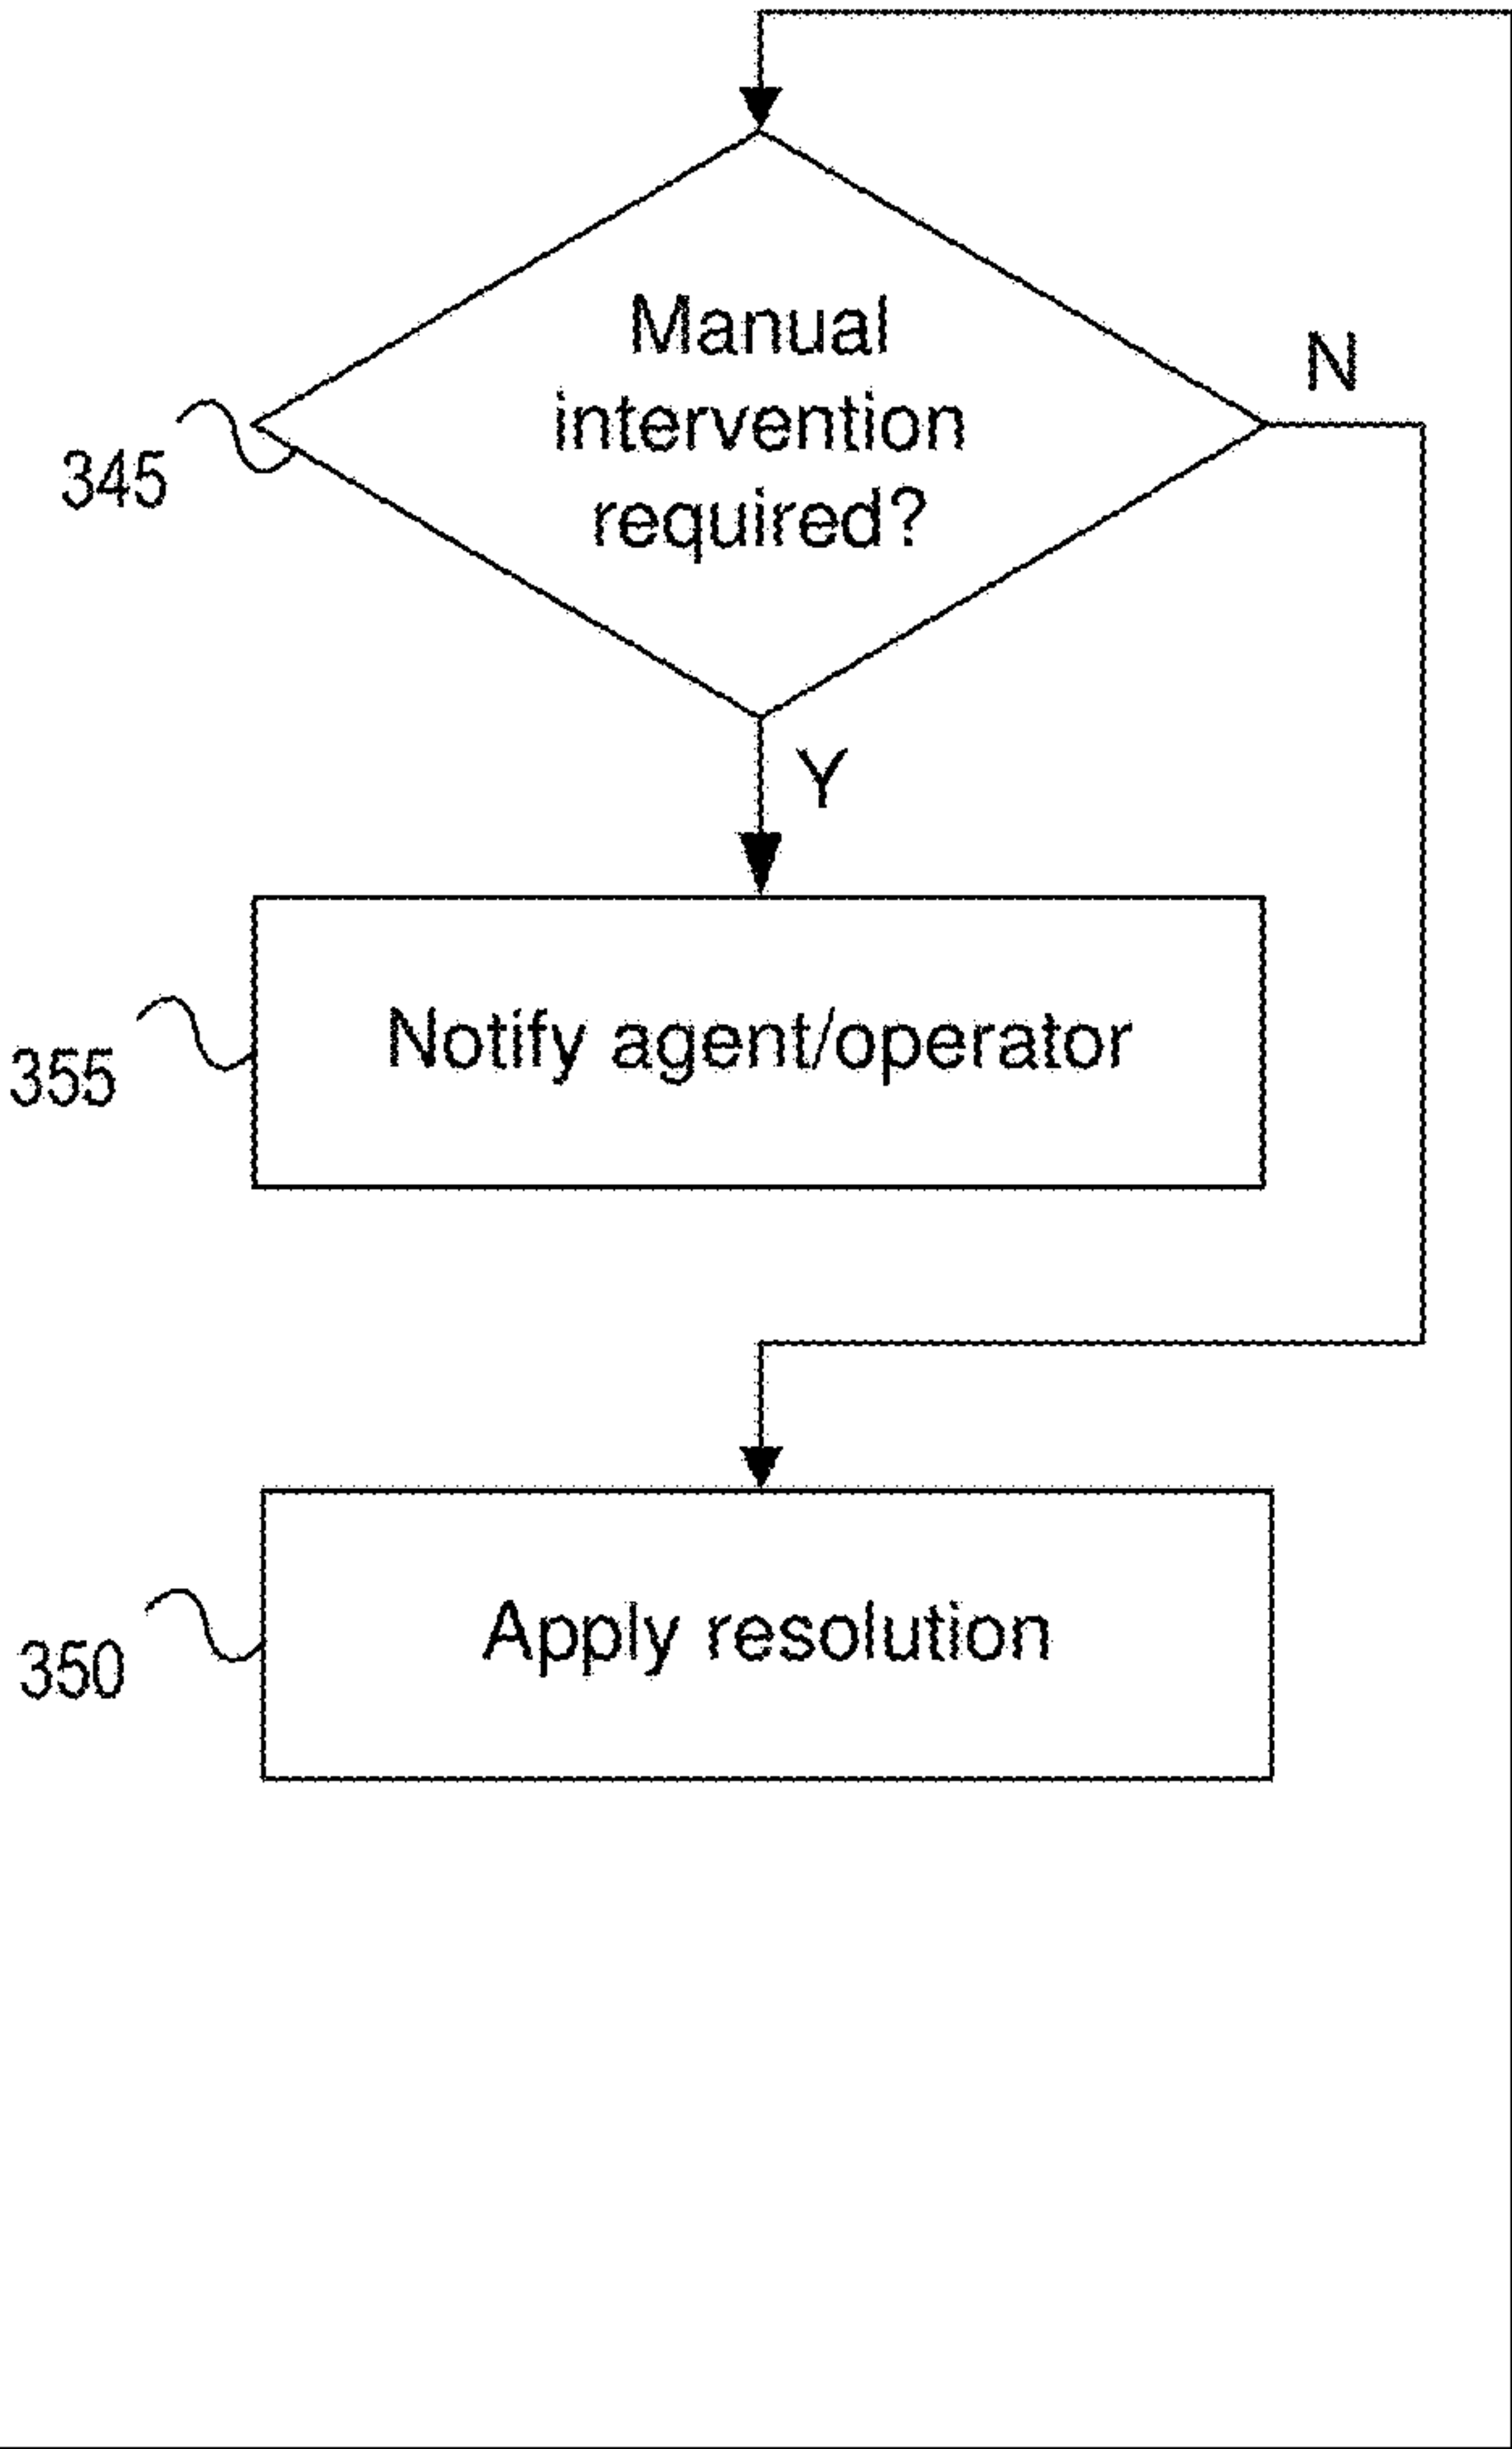 Manual
intervention
required?
N
345
Y
Notify agent/operator
355
Apply resolution
350